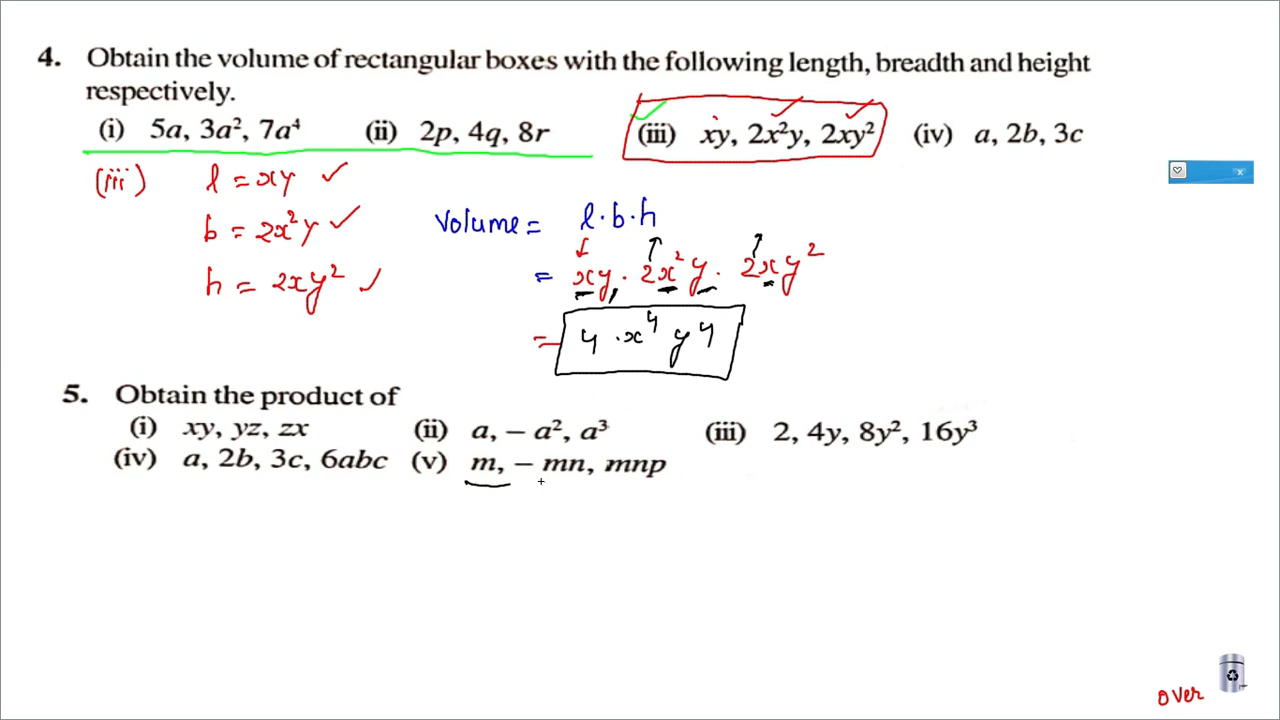 4. Obtain the volume of rectangular boxes with the following length, breadth and height
respectively.
(i) 5a, 3a², 7a⁴ (ii) 2p, 4q, 8r (iii) xy, 2x²y, 2xy² (iv) a, 2b, 3c
(iii) l = xy ✓
b = 2x²y ✓ Volume = l·b·h
h = 2xy² ✓ = xy · 2x²y · 2xy²
= 4·x⁴y⁴
5. Obtain the product of
(i) xy, yz, zx (ii) a, – a², a³ (iii) 2, 4y, 8y², 16y³
(iv) a, 2b, 3c, 6abc (v) m, – mn, mnp
over